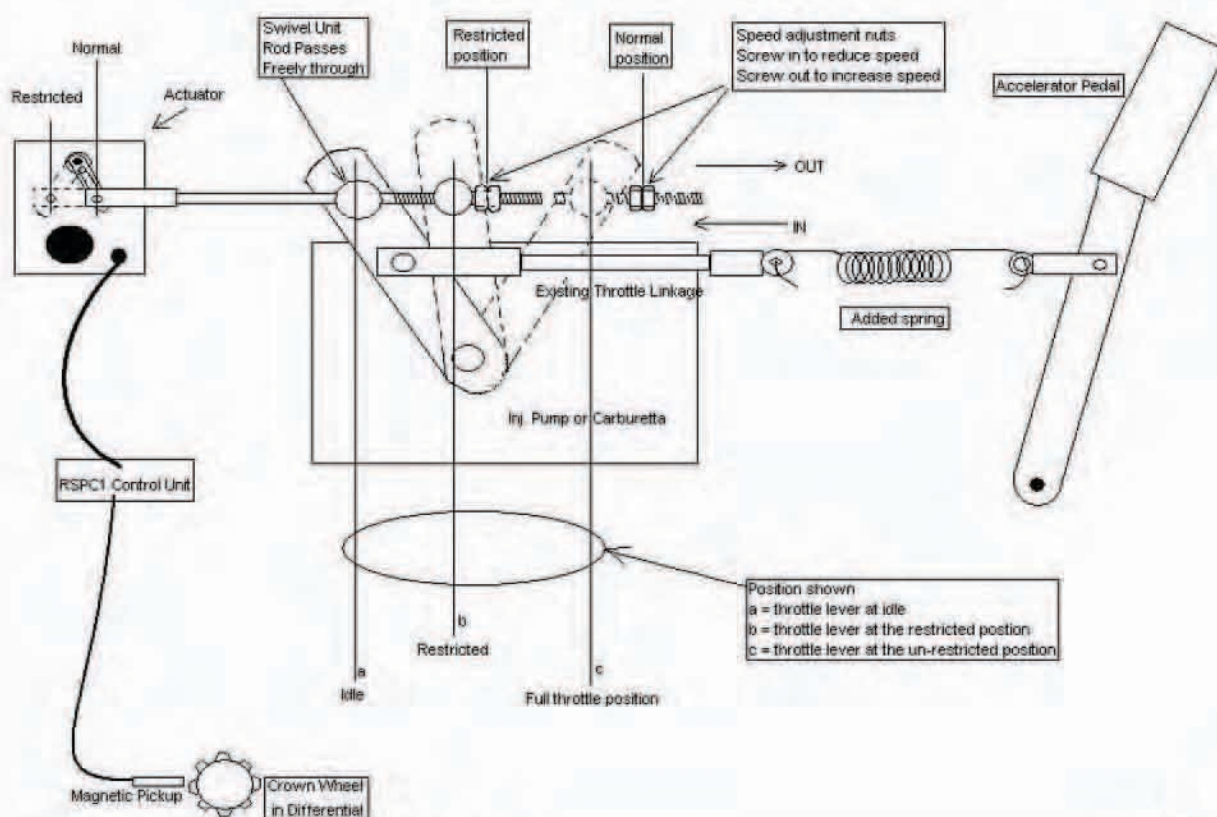 Normal
Restricted
Actuator
Swivel Unit
Rod Passes
Freely through
Restricted
position
Normal
position
Speed adjustment nuts
Screw in to reduce speed
Screw out to increase speed
Accelerator Pedal
OUT
IN
Existing Throttle Linkage
Added spring
Inj. Pump or Carburetta
RSPC1 Control Unit
Position shown
a = throttle lever at idle
b = throttle lever at the restricted postion
c = throttle lever at the un-restricted position
b
Restricted
a
Idle
c
Full throttle position
Magnetic Pickup
Crown Wheel
in Differential